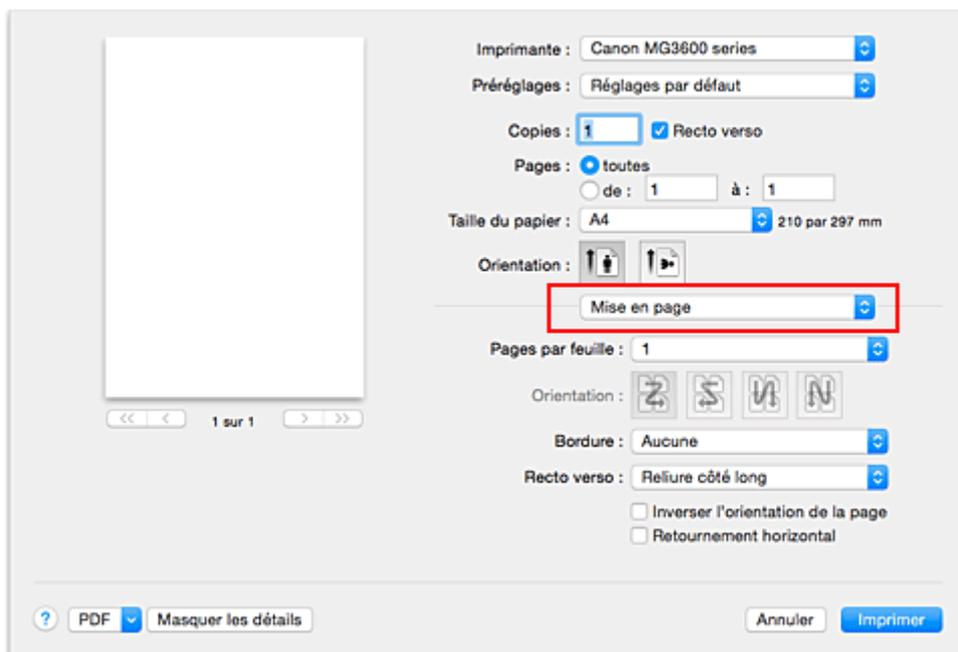 Imprimante : Canon MG3600 series
Préréglages : Réglages par défaut
Copies : 1 Recto verso
Pages : toutes
de : 1 à : 1
Taille du papier : A4 210 par 297 mm
Orientation :
Mise en page
Pages par feuille : 1
Orientation :
Bordure : Aucune
Recto verso : Reliure côté long
Inverser l'orientation de la page
Retournement horizontal
<< < 1 sur 1 > >>
? PDF Masquer les détails Annuler Imprimer